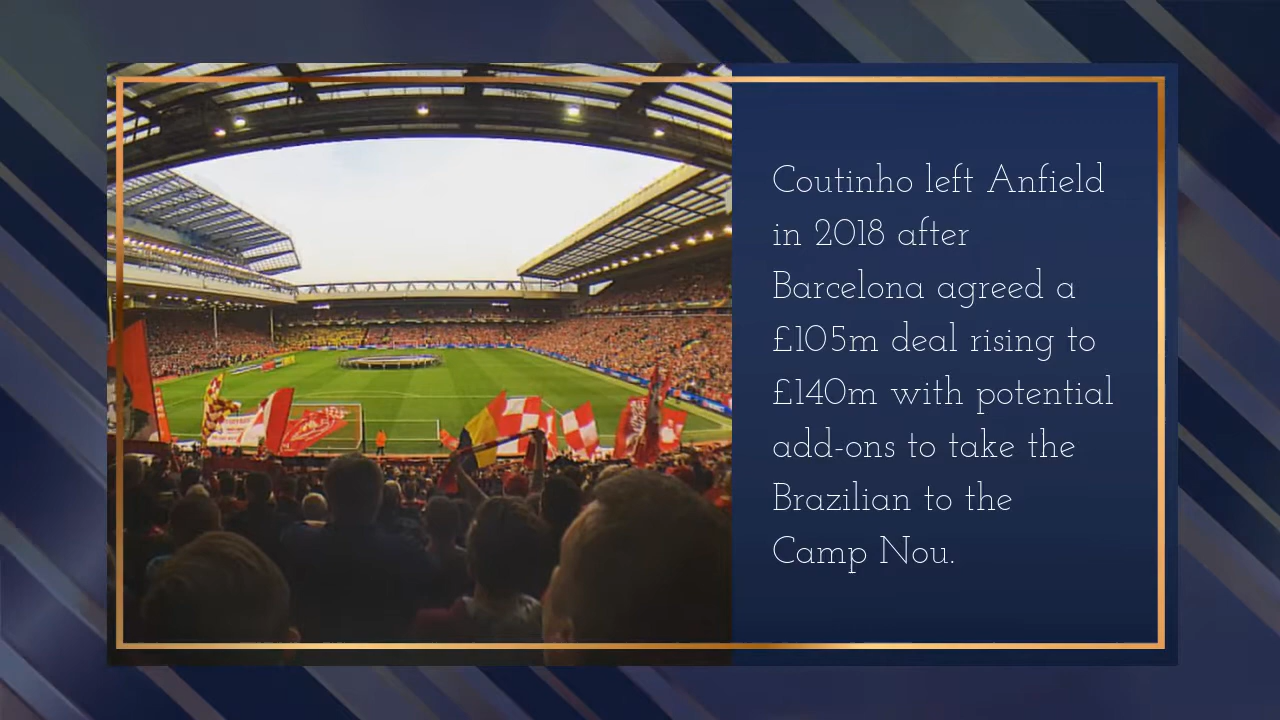 Coutinho left Anfield
in 2018 after
Barcelona agreed a
£105m deal rising to
£140m with potential
add-ons to take the
Brazilian to the
Camp Nou.